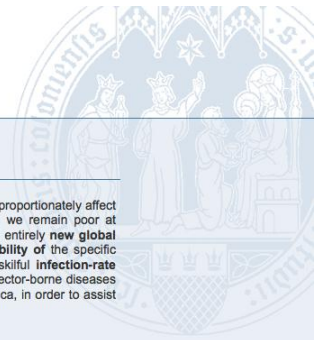 proportionately affect
we remain poor at
entirely new global
bility of the specific
skilful infection-rate
ector-borne diseases
ca, in order to assist